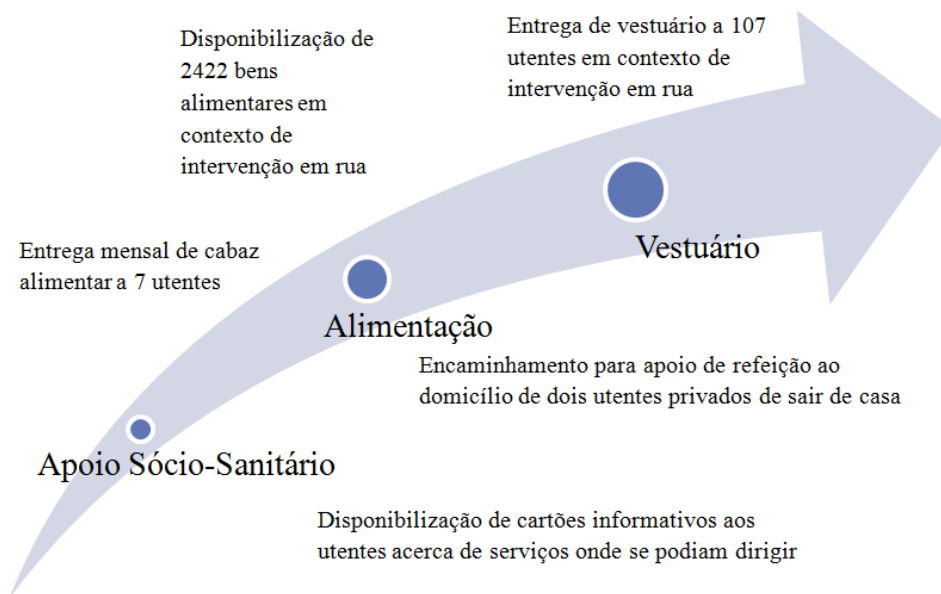 Disponibilização de
2422 bens
alimentares em
contexto de
intervenção em rua
Entrega de vestuário a 107
utentes em contexto de
intervenção em rua
Entrega mensal de cabaz
alimentar a 7 utentes
Vestuário
Alimentação
Encaminhamento para apoio de refeição ao
domicílio de dois utentes privados de sair de casa
Apoio Sócio-Sanitário
Disponibilização de cartões informativos aos
utentes acerca de serviços onde se podiam dirigir